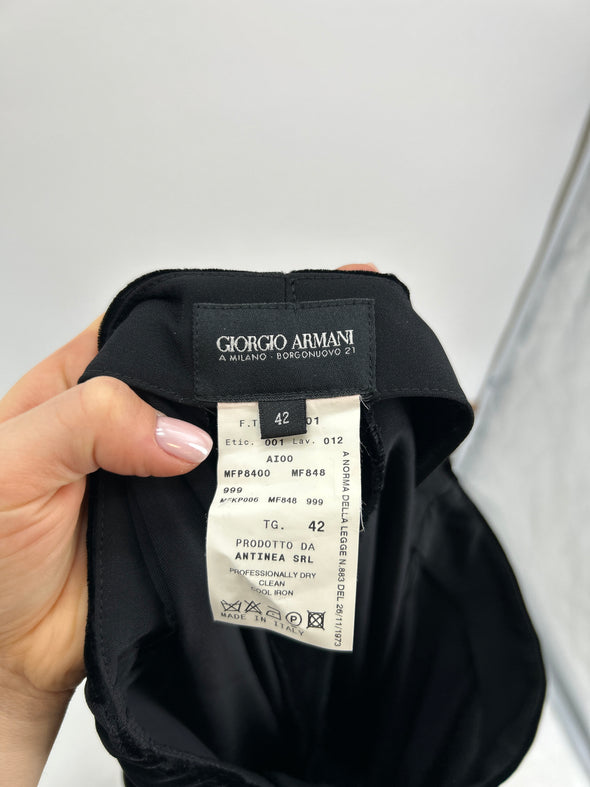 GIORGIO ARMANI
A MILANO - BORGONUOVO 21
42
F.T 01
Etic. 001 Lav. 012
AI00
MFP8400 MF848
999
MFKP006 MF848 999
TG. 42
PRODOTTO DA
ANTINEA SRL
PROFESSIONALLY DRY
CLEAN
COOL IRON
MADE IN ITALY
A NORMA DELLA LEGGE N.883 DEL 26/11/1973